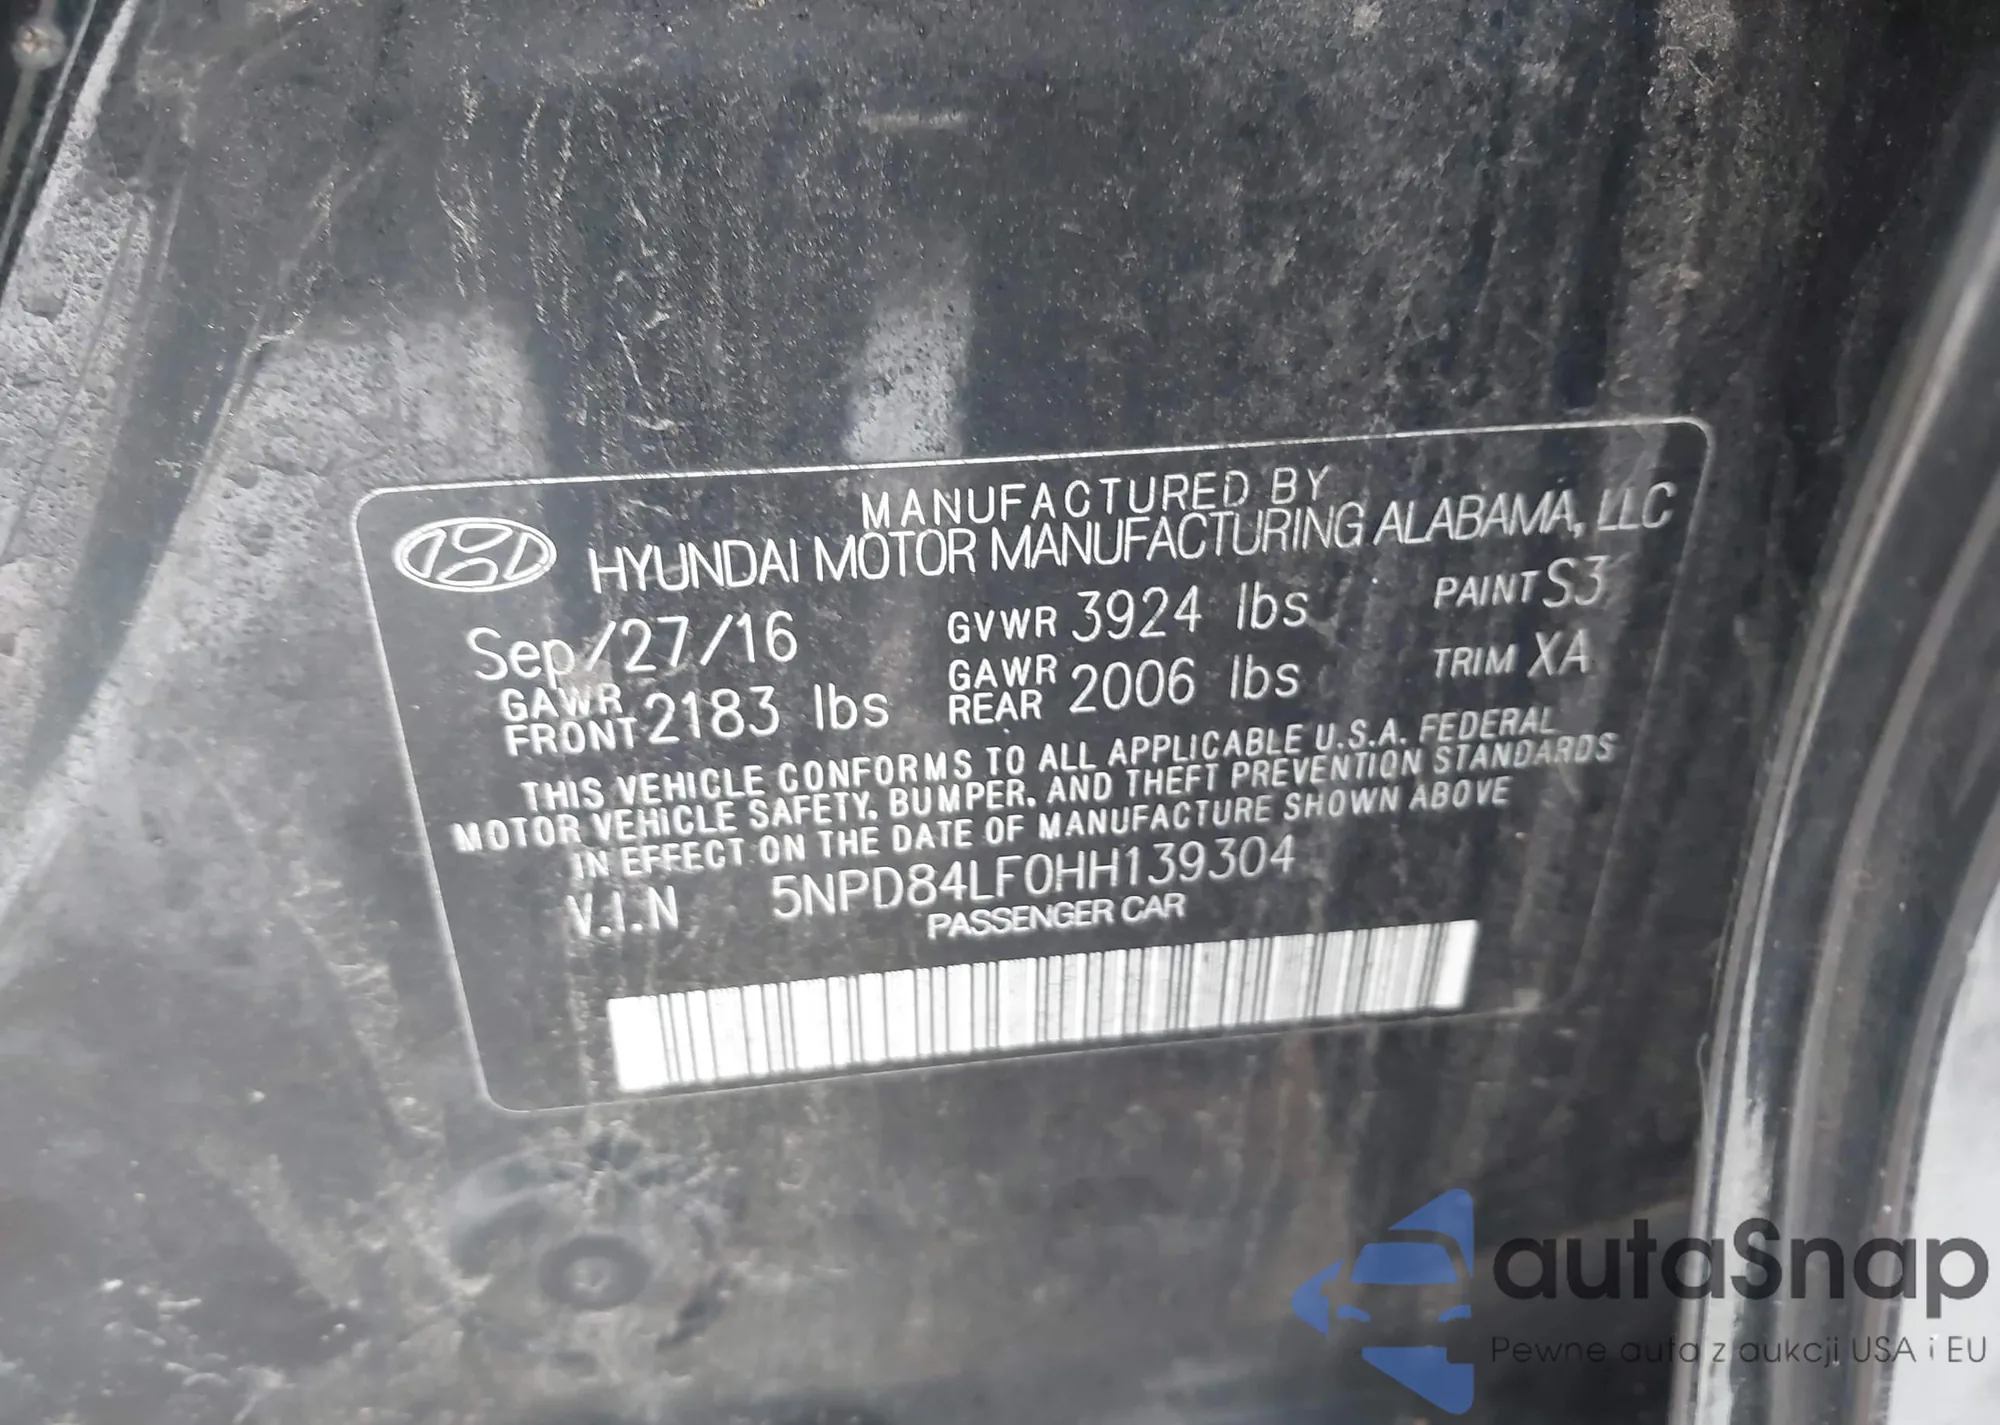 MANUFACTURED BY
HYUNDAI MOTOR MANUFACTURING ALABAMA, LLC
Sep/27/16 GVWR 3924 lbs PAINT S3
GAWR FRONT 2183 lbs GAWR REAR 2006 lbs TRIM XA
THIS VEHICLE CONFORMS TO ALL APPLICABLE U.S.A. FEDERAL
MOTOR VEHICLE SAFETY, BUMPER, AND THEFT PREVENTION STANDARDS
IN EFFECT ON THE DATE OF MANUFACTURE SHOWN ABOVE
V.I.N 5NPD84LF0HH139304
PASSENGER CAR
autaSnap
Pewne auta z aukcji USA i EU